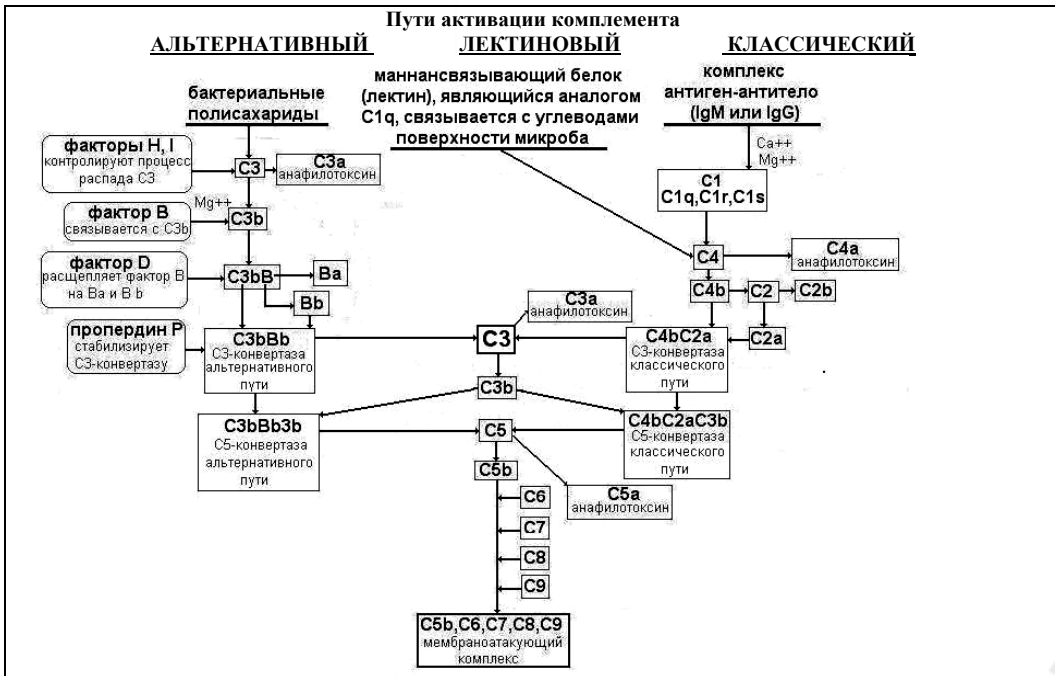 Пути активации комплемента
АЛЬТЕРНАТИВНЫЙ ЛЕКТИНОВЫЙ КЛАССИЧЕСКИЙ
бактериальные
полисахариды
маннансвязывающий белок
(лектин), являющийся аналогом
C1q, связывается с углеводами
поверхности микроба
комплекс
антиген-антитело
(IgM или IgG)
Ca++
Mg++
факторы H, I
контролируют процесс
распада C3
C3
C3a
анафилотоксин
C1
C1q,C1r,C1s
Mg++
фактор B
связывается с C3b
C3b
C4
C4a
анафилотоксин
фактор D
расщепляет фактор B
на Ba и B b
C3bB
Ba
Bb
C4b
C2
C2b
C2a
C3a
анафилотоксин
пропердин P
стабилизирует
C3-конвертазу
C3bBb
C3-конвертаза
альтернативного
пути
C3
C4bC2a
C3-конвертаза
классического
пути
C3b
C3bBb3b
C5-конвертаза
альтернативного
пути
C5
C4bC2aC3b
C5-конвертаза
классического
пути
C5b
C5a
анафилотоксин
C6
C7
C8
C9
C5b,C6,C7,C8,C9
мембраноатакующий
комплекс